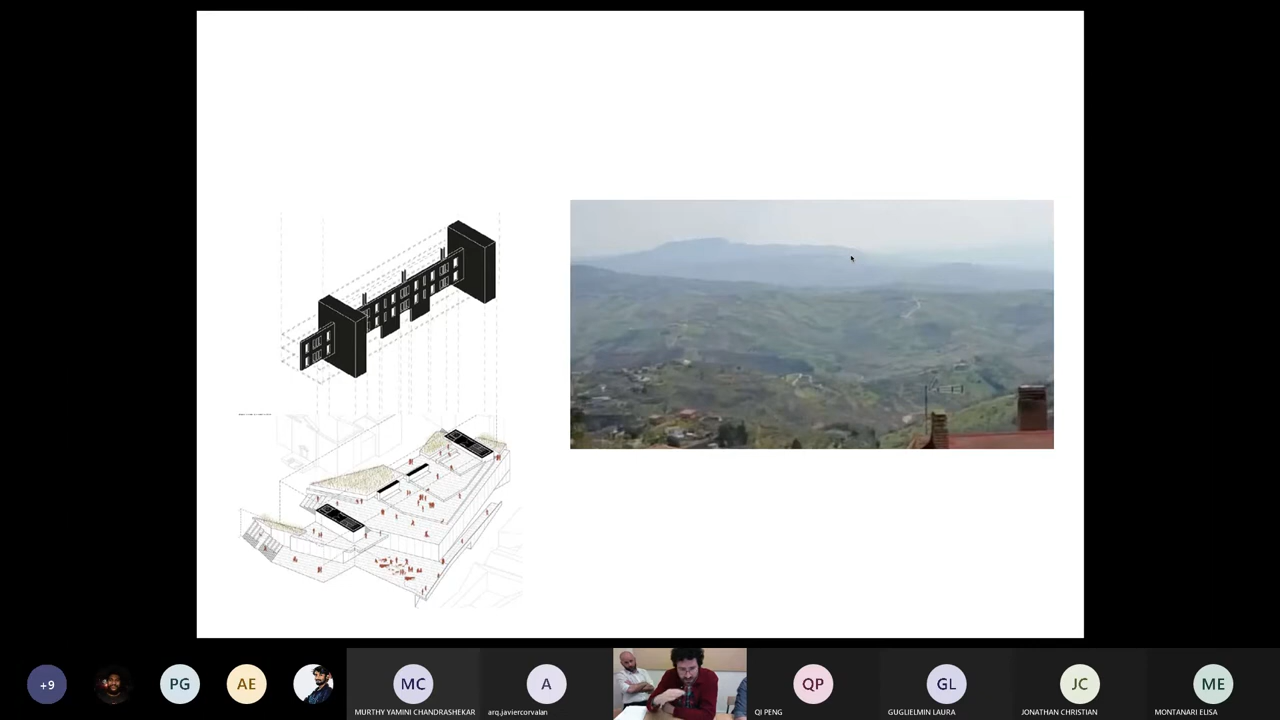 +9
PG
AE
MC
MURTHY YAMINI CHANDRASHEKAR
A
arq.javiercorvalan
QP
QI PENG
GL
GUGLIELMIN LAURA
JC
JONATHAN CHRISTIAN
ME
MONTANARI ELISA